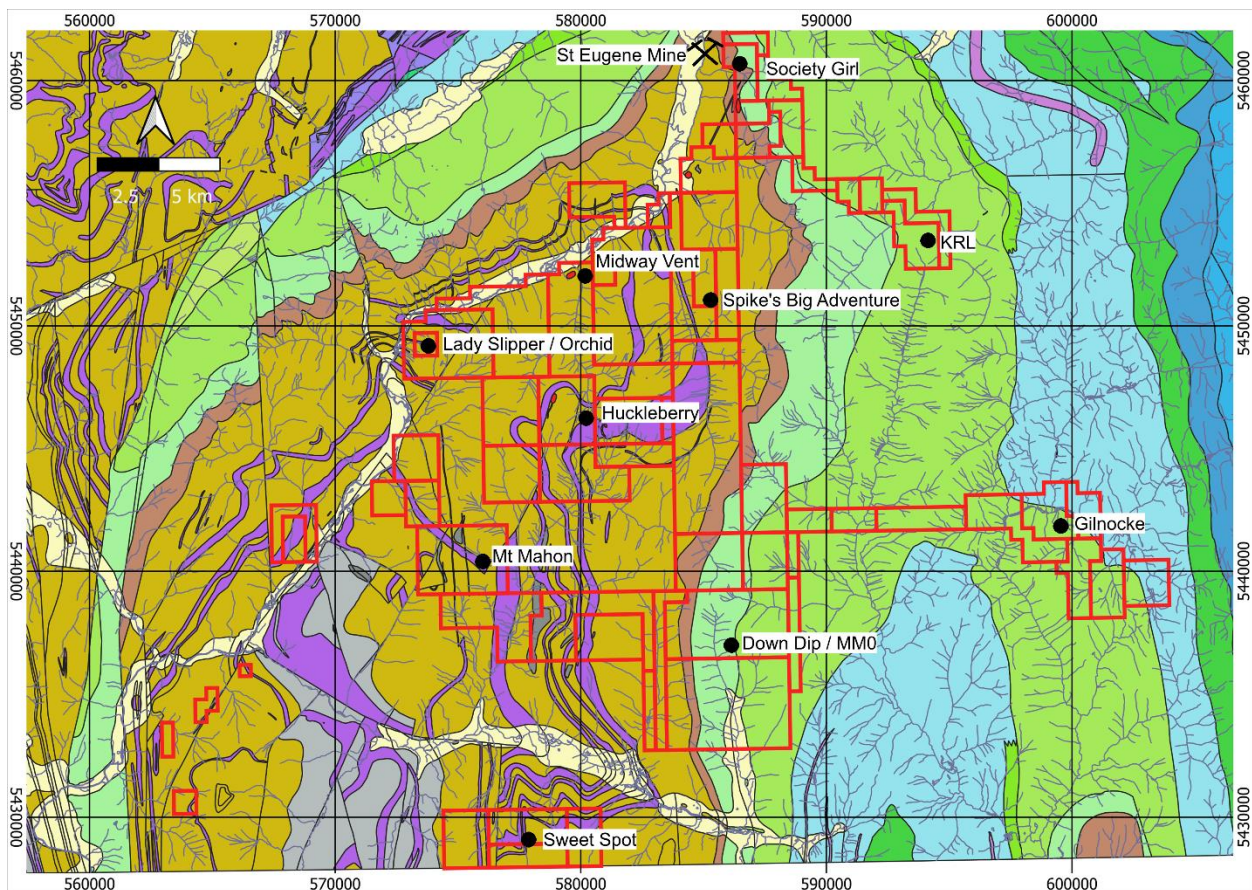 560000 570000 580000 590000 600000
St Eugene Mine
Society Girl
5460000 5460000
2.5 5 km
KRL
Midway Vent
Spike's Big Adventure
5450000 5450000
Lady Slipper / Orchid
Huckleberry
Gilnocke
Mt Mahon
5440000 5440000
Down Dip / MM0
5430000 5430000
Sweet Spot
560000 570000 580000 590000 600000